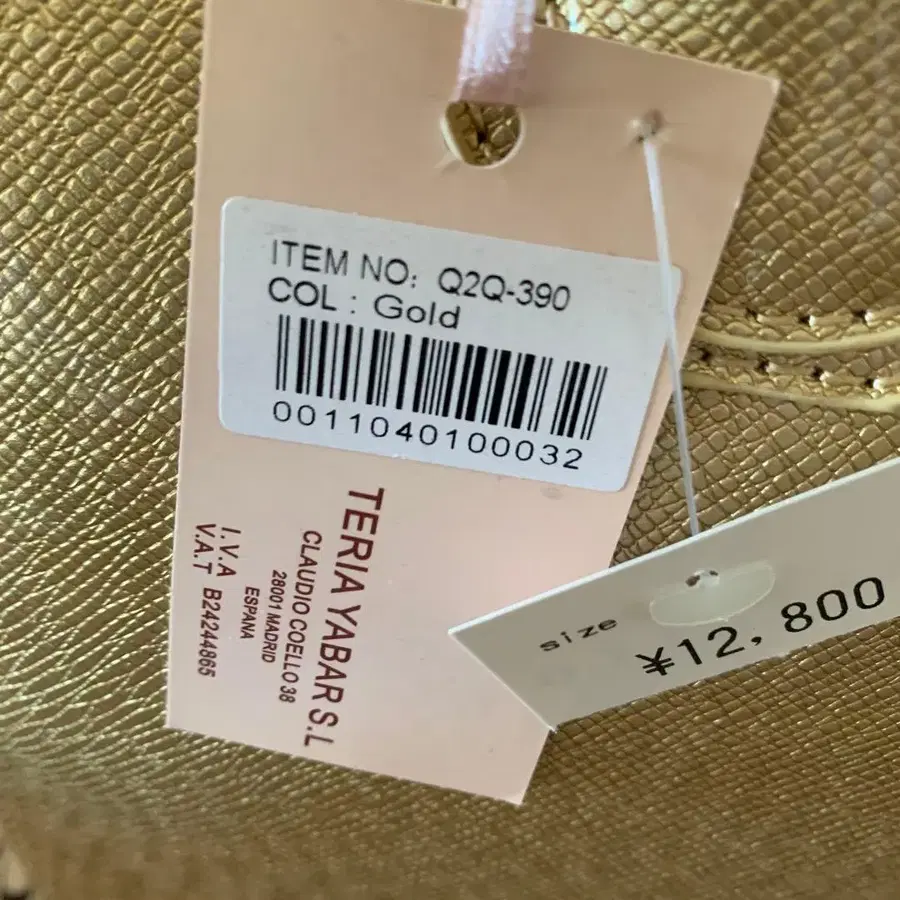 ITEM NO: Q2Q-390
COL : Gold
0011040100032
TERIA YABAR S.L
CLAUDIO COELLO 38
28001 MADRID
ESPANA
I.V.A
V.A.T B24244865
size
¥12,800